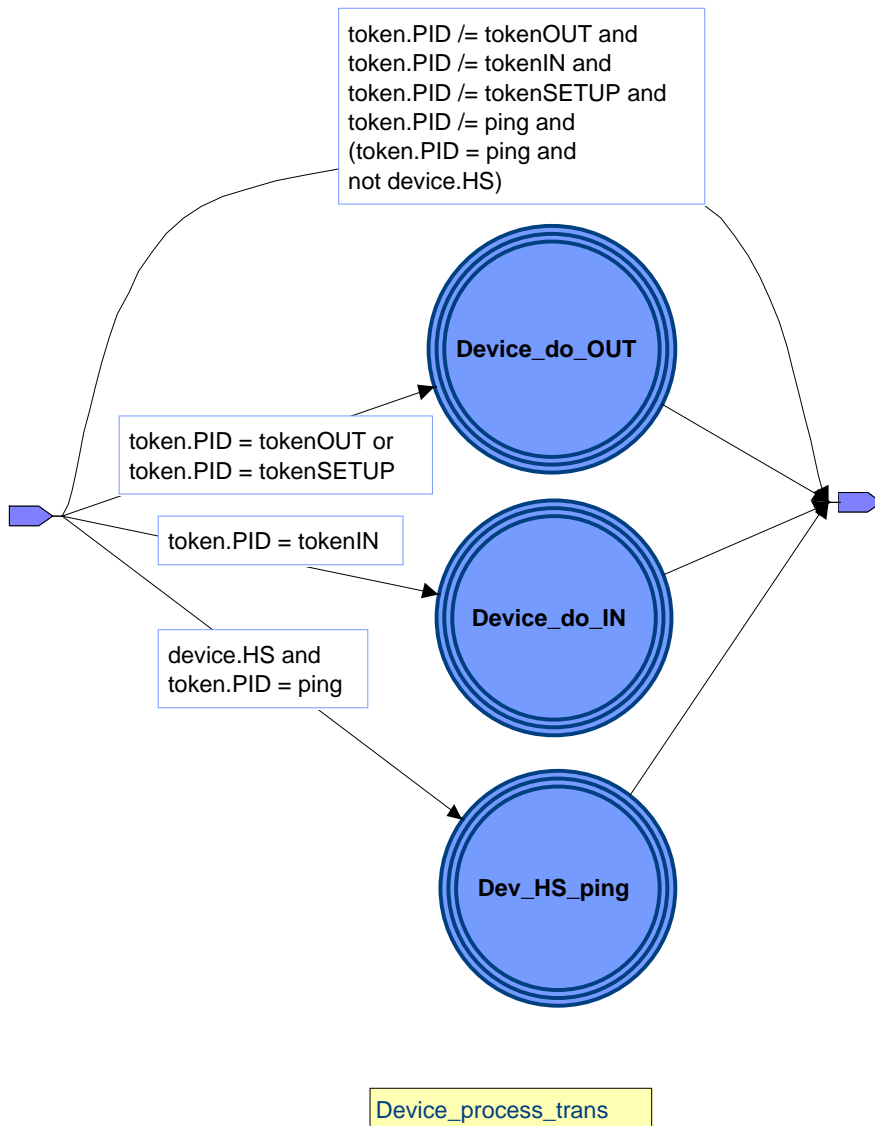 token.PID /= tokenOUT and
token.PID /= tokenIN and
token.PID /= tokenSETUP and
token.PID /= ping and
(token.PID = ping and
not device.HS)
Device_do_OUT
token.PID = tokenOUT or
token.PID = tokenSETUP
token.PID = tokenIN
Device_do_IN
device.HS and
token.PID = ping
Dev_HS_ping
Device_process_trans